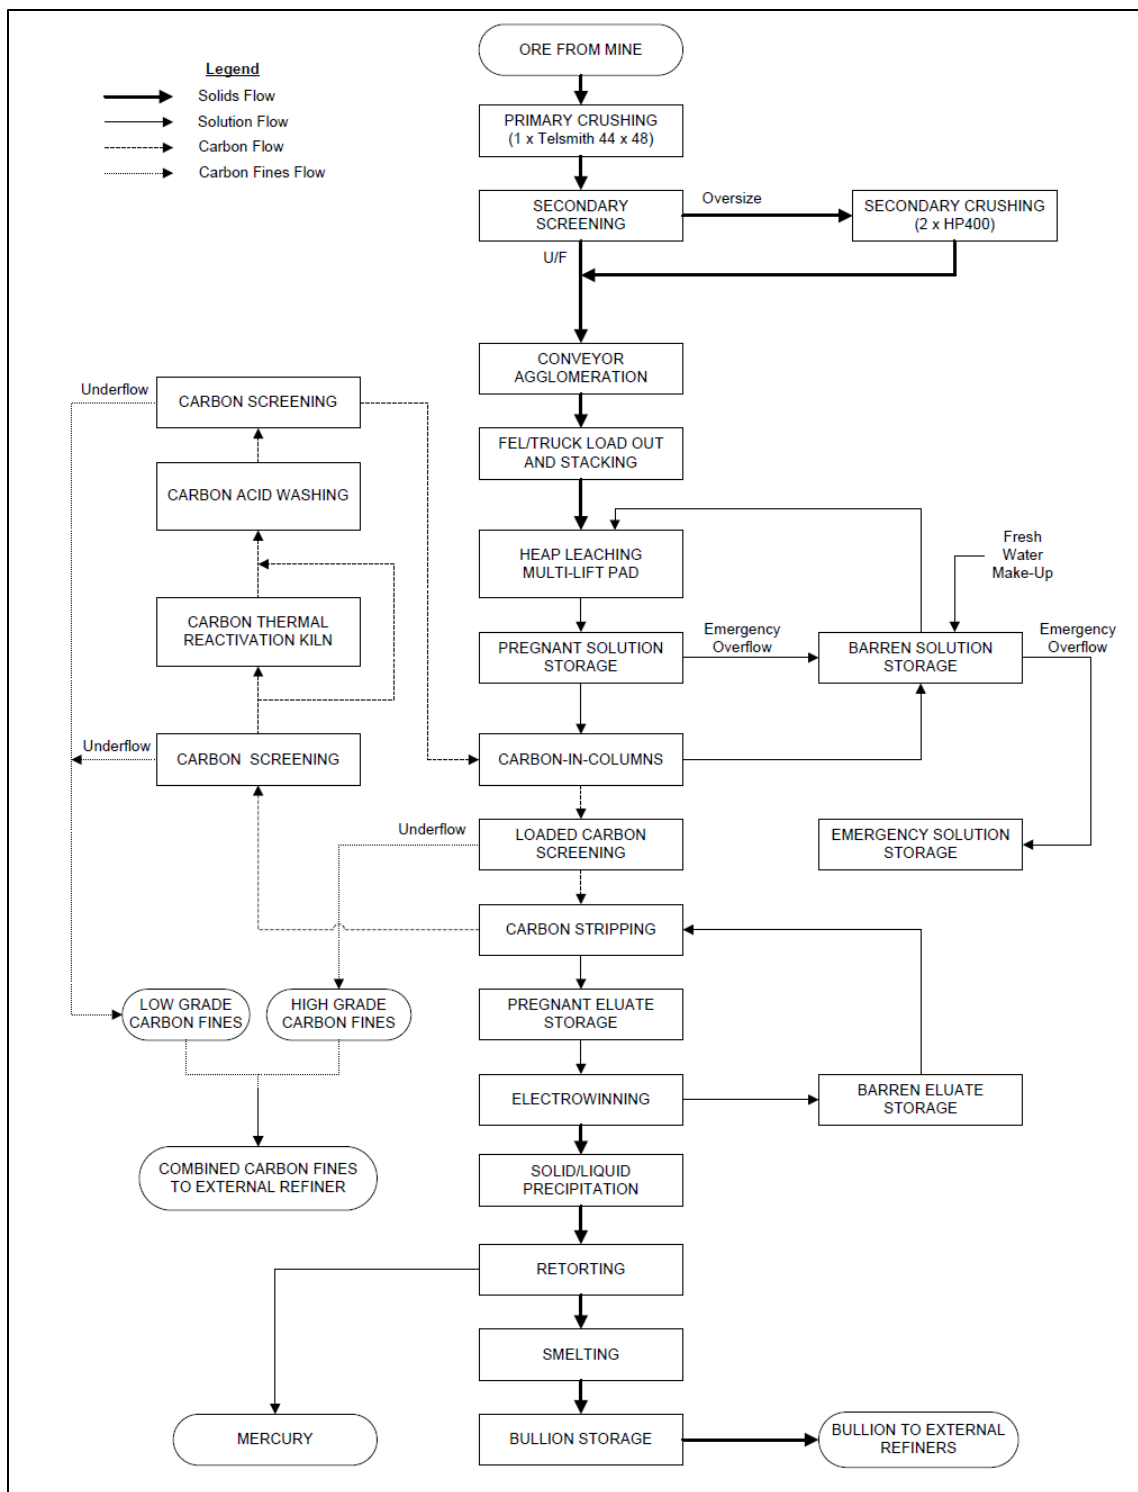 ORE FROM MINE
Legend
Solids Flow
Solution Flow
Carbon Flow
Carbon Fines Flow
PRIMARY CRUSHING
(1 x Telsmith 44 x 48)
SECONDARY
SCREENING
Oversize
SECONDARY CRUSHING
(2 x HP400)
U/F
CONVEYOR
AGGLOMERATION
Underflow
CARBON SCREENING
FEL/TRUCK LOAD OUT
AND STACKING
CARBON ACID WASHING
HEAP LEACHING
MULTI-LIFT PAD
Fresh
Water
Make-Up
CARBON THERMAL
REACTIVATION KILN
PREGNANT SOLUTION
STORAGE
Emergency
Overflow
BARREN SOLUTION
STORAGE
Emergency
Overflow
Underflow
CARBON  SCREENING
CARBON-IN-COLUMNS
Underflow
LOADED CARBON
SCREENING
EMERGENCY SOLUTION
STORAGE
CARBON STRIPPING
LOW GRADE
CARBON FINES
HIGH GRADE
CARBON FINES
PREGNANT ELUATE
STORAGE
ELECTROWINNING
BARREN ELUATE
STORAGE
COMBINED CARBON FINES
TO EXTERNAL REFINER
SOLID/LIQUID
PRECIPITATION
RETORTING
SMELTING
MERCURY
BULLION STORAGE
BULLION TO EXTERNAL
REFINERS